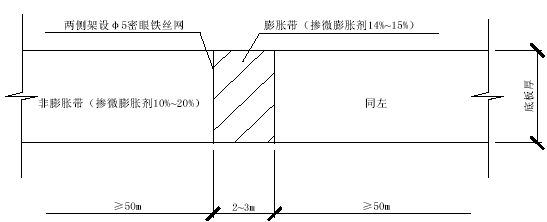 两侧架设φ5密眼铁丝网
膨胀带（掺微膨胀剂14%~15%）
非膨胀带（掺微膨胀剂10%~20%）
同左
底板厚
≥50m
2~3m
≥50m